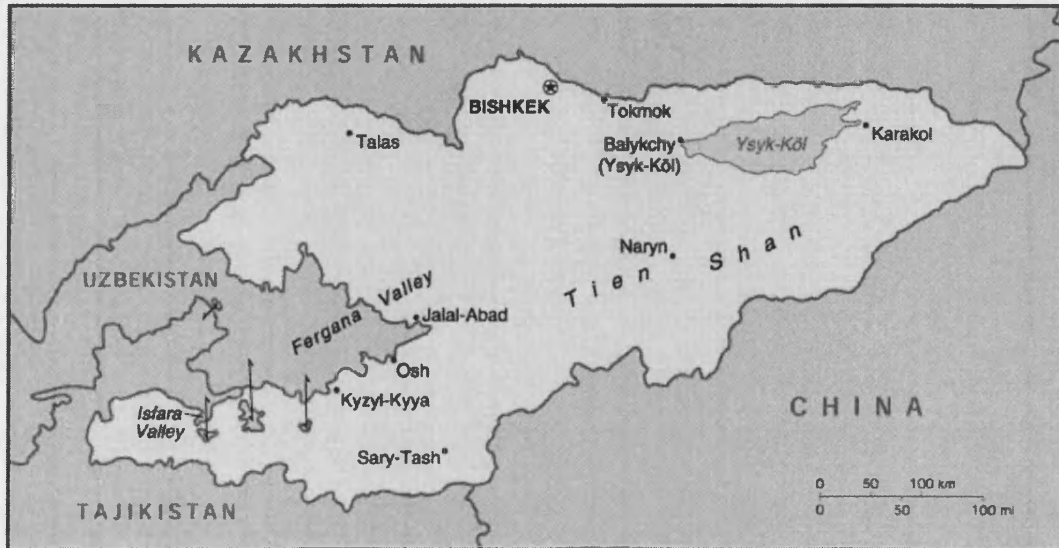 KAZAKHSTAN
BISHKEK
Tokmok
Talas
Balykchy
(Ysyk-Köl)
Ysyk-Köl
Karakol
Naryn
Tien Shan
UZBEKISTAN
Fergana Valley
Jalal-Abad
Osh
Kyzyl-Kyya
Isfara
Valley
CHINA
Sary-Tash
TAJIKISTAN
0 50 100 km
0 50 100 mi